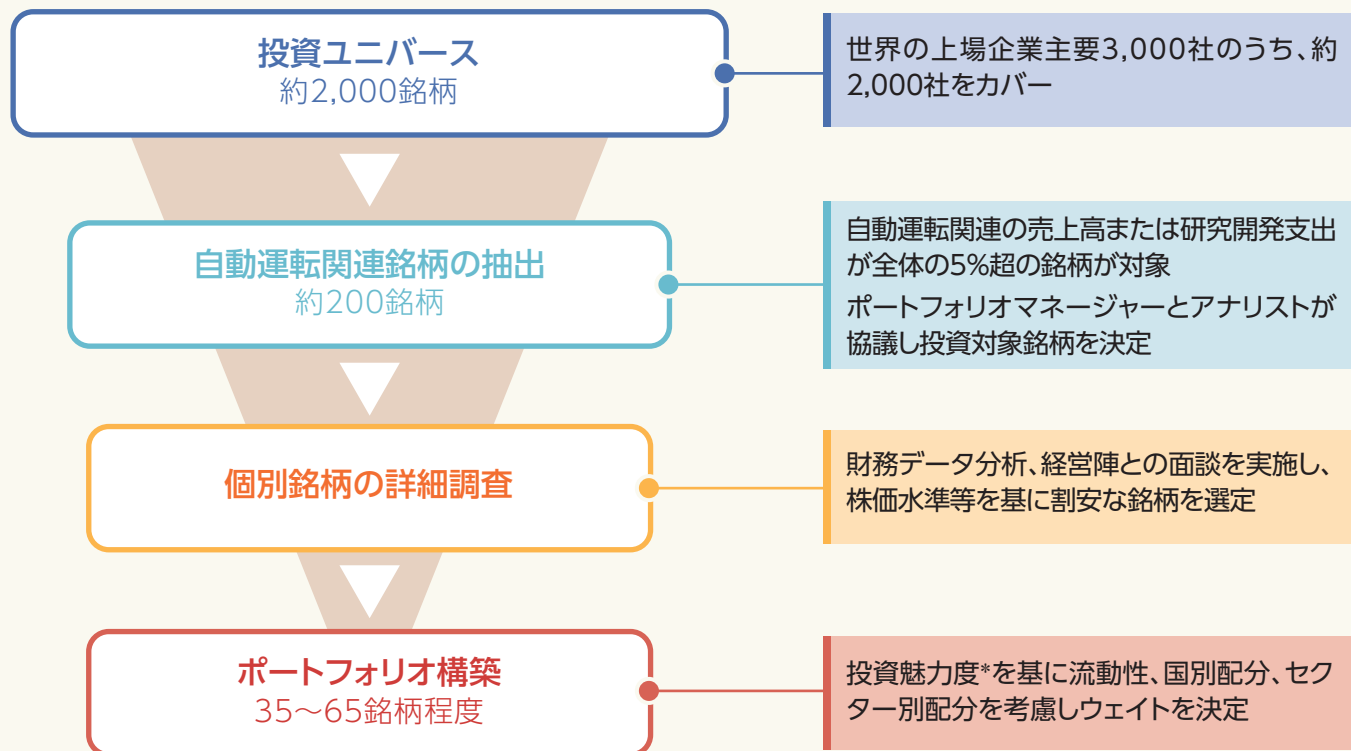 投資ユニバース
約2,000銘柄
世界の上場企業主要3,000社のうち、約
2,000社をカバー
自動運転関連銘柄の抽出
約200銘柄
自動運転関連の売上高または研究開発支出
が全体の5%超の銘柄が対象
ポートフォリオマネージャーとアナリストが
協議し投資対象銘柄を決定
個別銘柄の詳細調査
財務データ分析、経営陣との面談を実施し、
株価水準等を基に割安な銘柄を選定
ポートフォリオ構築
35〜65銘柄程度
投資魅力度*を基に流動性、国別配分、セク
ター別配分を考慮しウェイトを決定